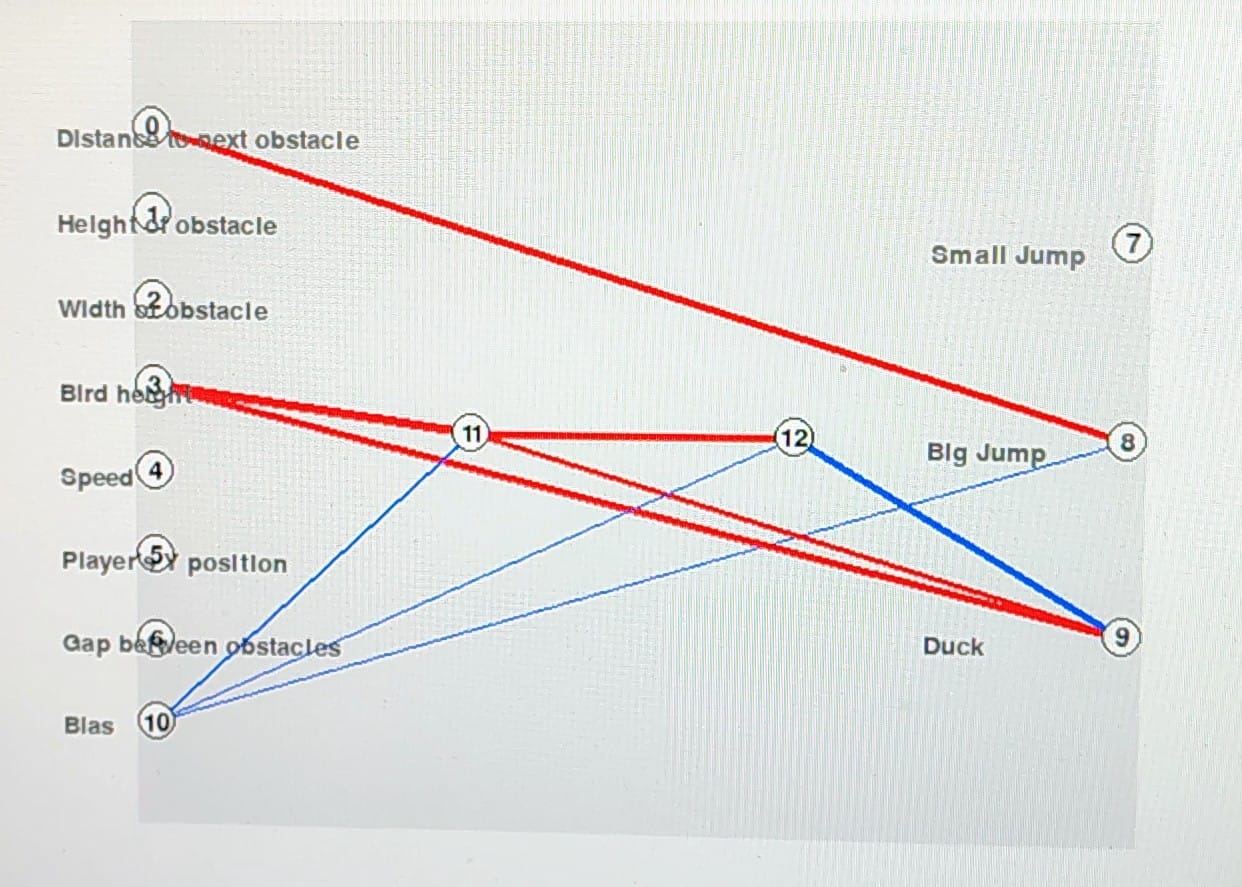 0
Distance to next obstacle
1
Height of obstacle
7
Small Jump
2
Width of obstacle
3
Bird height
11
12
8
Big Jump
4
Speed
5
Players Y position
6
Gap between obstacles
9
Duck
10
Bias